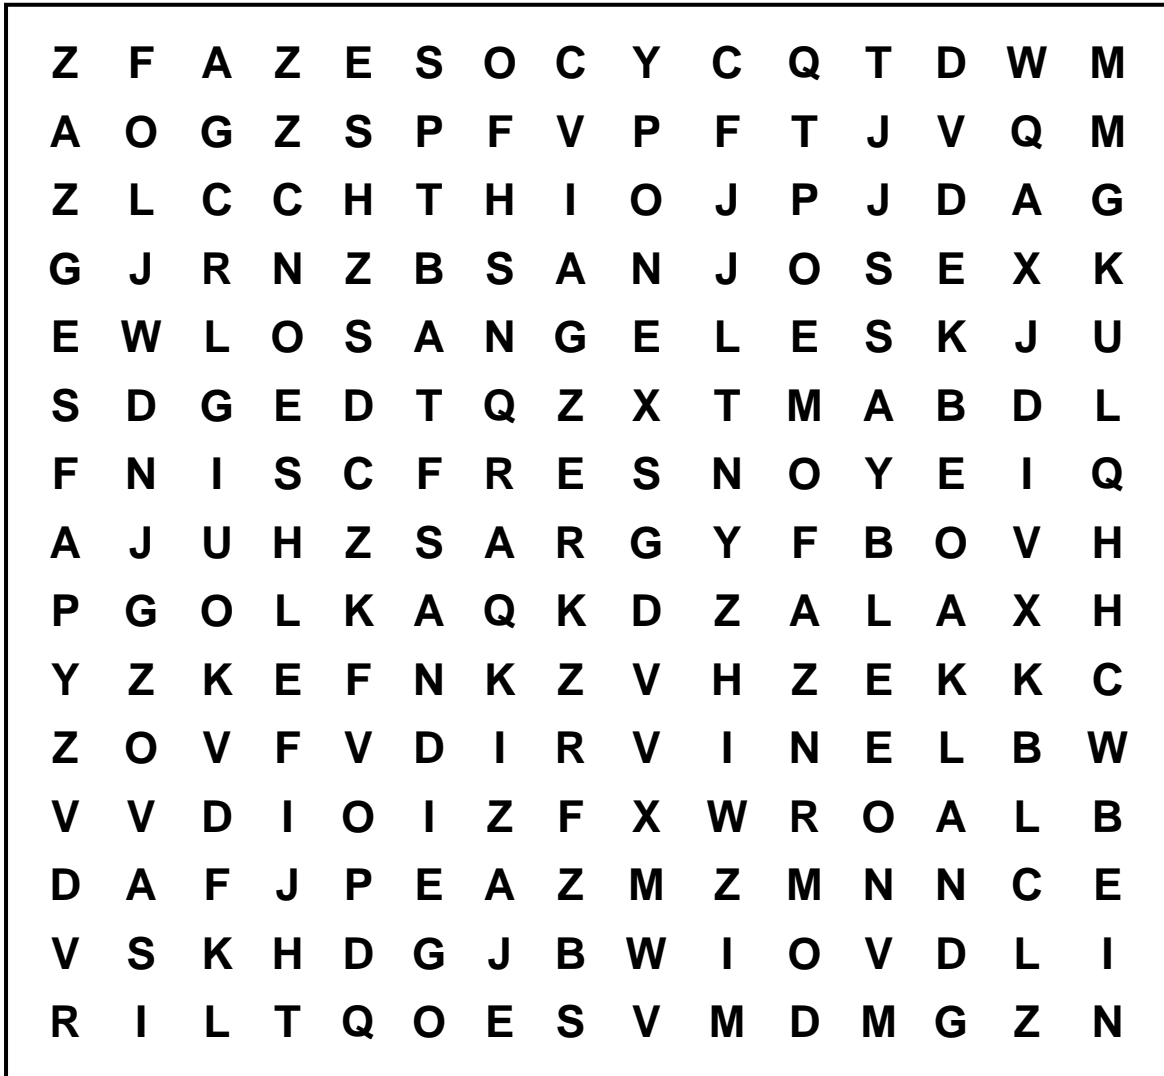 Z F A Z E S O C Y C Q T D W M
A O G Z S P F V P F T J V Q M
Z L C C H T H I O J P J D A G
G J R N Z B S A N J O S E X K
E W L O S A N G E L E S K J U
S D G E D T Q Z X T M A B D L
F N I S C F R E S N O Y E I Q
A J U H Z S A R G Y F B O V H
P G O L K A Q K D Z A L A X H
Y Z K E F N K Z V H Z E K K C
Z O V F V D I R V I N E L B W
V V D I O I Z F X W R O A L B
D A F J P E A Z M Z M N N C E
V S K H D G J B W I O V D L I
R I L T Q O E S V M D M G Z N